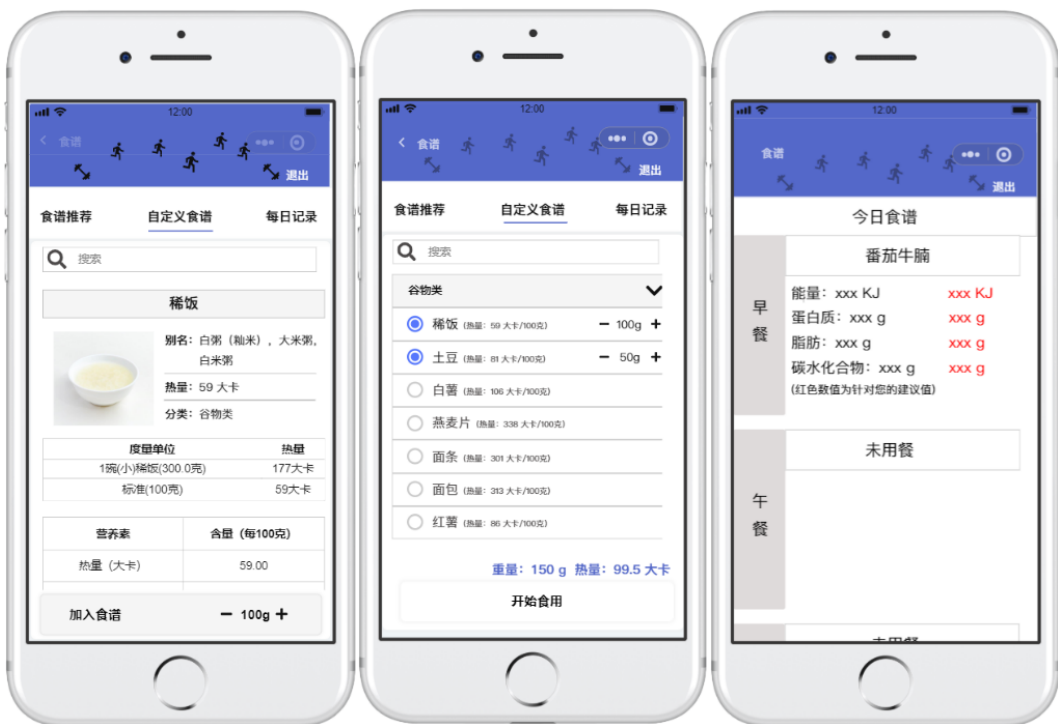 12:00
食谱
退出
食谱推荐 自定义食谱 每日记录
搜索
稀饭
别名：白粥（籼米），大米粥，
白米粥
热量：59 大卡
分类：谷物类
度量单位 热量
1碗(小)稀饭(300.0克) 177大卡
标准(100克) 59大卡
营养素 含量（每100克）
热量（大卡） 59.00
加入食谱 100g
12:00
食谱
退出
食谱推荐 自定义食谱 每日记录
搜索
谷物类
稀饭 (热量：59 大卡/100克) 100g
土豆 (热量：81 大卡/100克) 50g
白薯 (热量：106 大卡/100克)
燕麦片 (热量：338 大卡/100克)
面条 (热量：301 大卡/100克)
面包 (热量：313 大卡/100克)
红薯 (热量：86 大卡/100克)
重量：150 g 热量：99.5 大卡
开始食用
12:00
食谱
退出
今日食谱
早餐
番茄牛腩
能量：xxx KJ xxx KJ
蛋白质：xxx g xxx g
脂肪：xxx g xxx g
碳水化合物：xxx g xxx g
(红色数值为针对您的建议值)
午餐
未用餐